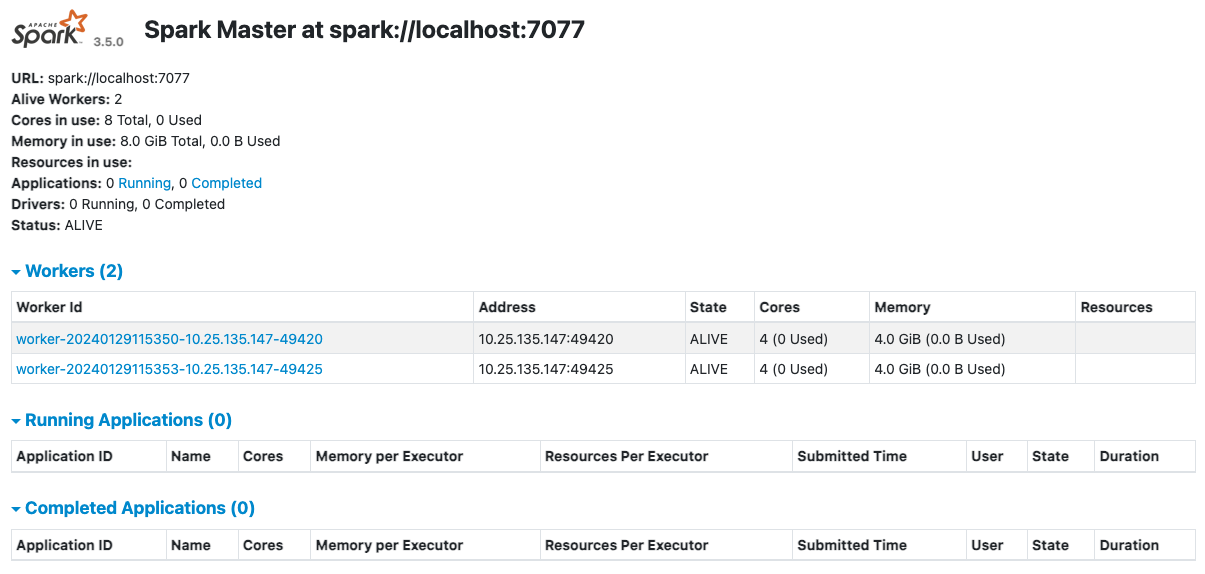 APACHE Spark 3.5.0 Spark Master at spark://localhost:7077
URL: spark://localhost:7077
Alive Workers: 2
Cores in use: 8 Total, 0 Used
Memory in use: 8.0 GiB Total, 0.0 B Used
Resources in use:
Applications: 0 Running, 0 Completed
Drivers: 0 Running, 0 Completed
Status: ALIVE
Workers (2)
Worker Id Address State Cores Memory Resources
worker-20240129115350-10.25.135.147-49420 10.25.135.147:49420 ALIVE 4 (0 Used) 4.0 GiB (0.0 B Used)
worker-20240129115353-10.25.135.147-49425 10.25.135.147:49425 ALIVE 4 (0 Used) 4.0 GiB (0.0 B Used)
Running Applications (0)
Application ID Name Cores Memory per Executor Resources Per Executor Submitted Time User State Duration
Completed Applications (0)
Application ID Name Cores Memory per Executor Resources Per Executor Submitted Time User State Duration